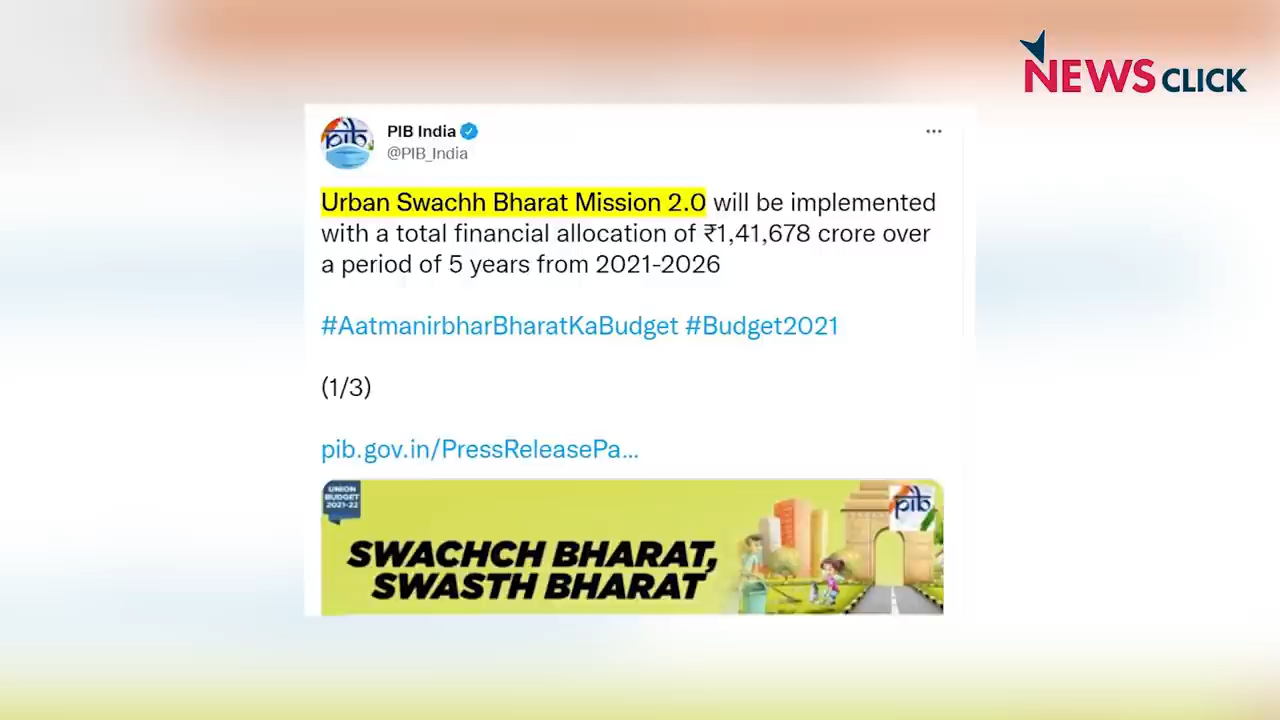 NEWS CLICK
pib
PIB India
@PIB_India
...
Urban Swachh Bharat Mission 2.0 will be implemented
with a total financial allocation of ₹1,41,678 crore over
a period of 5 years from 2021-2026
#AatmanirbharBharatKaBudget #Budget2021
(1/3)
pib.gov.in/PressReleasePa...
UNION
BUDGET
2021-22
pib
SWACHCH BHARAT,
SWASTH BHARAT